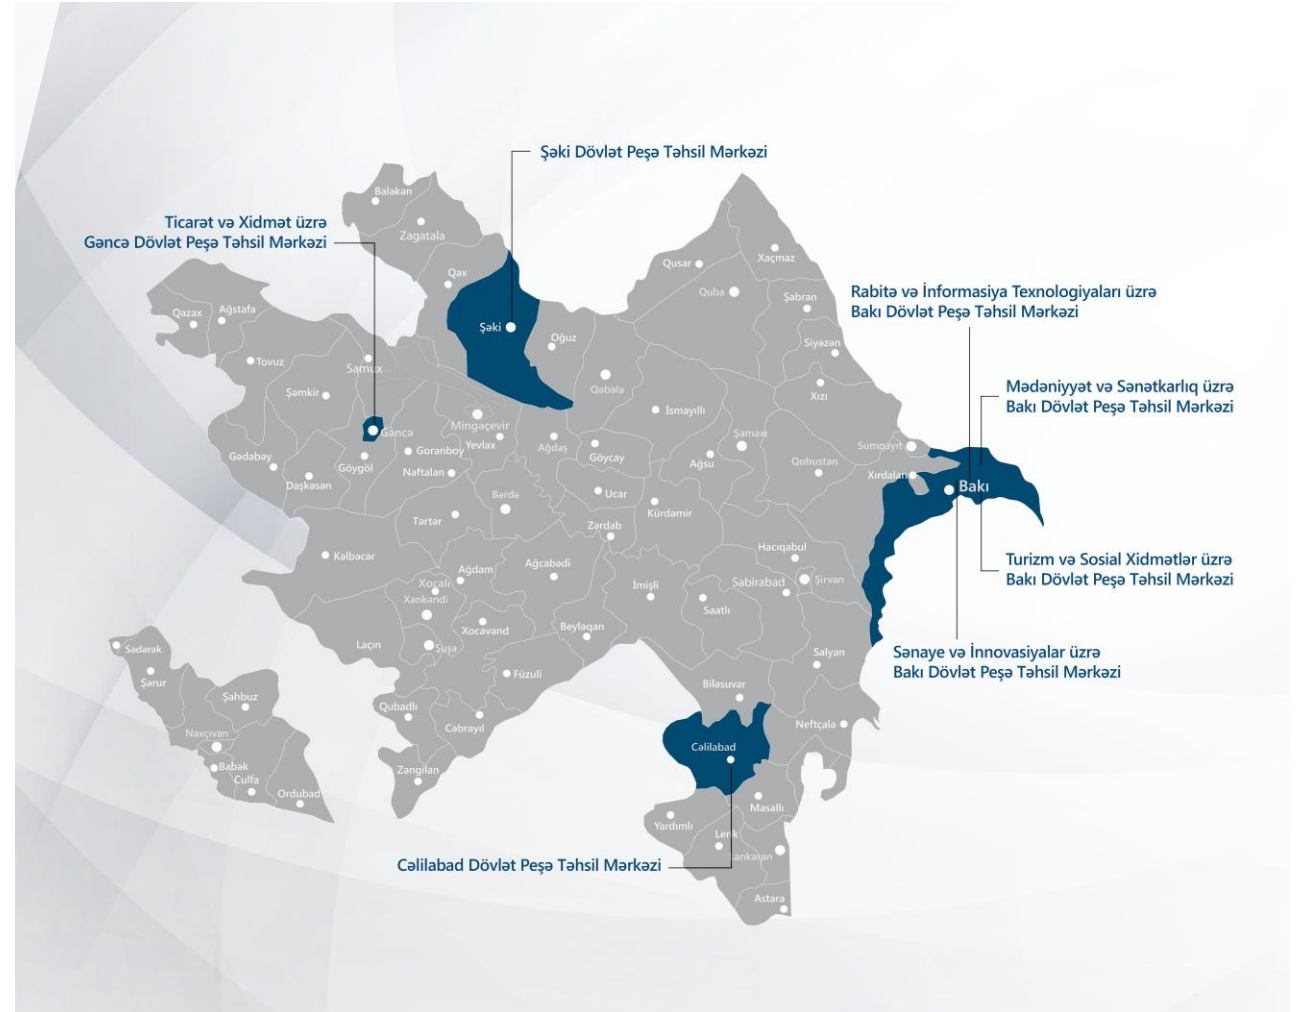 Şəki Dövlət Peşə Təhsil Mərkəzi
Balakən
Ticarət və Xidmət üzrə
Gəncə Dövlət Peşə Təhsil Mərkəzi
Zagatala
Qax
Qusar
Xaçmaz
Quba
Rabitə və İnformasiya Texnologiyaları üzrə
Bakı Dövlət Peşə Təhsil Mərkəzi
Şabran
Qazax
Ağstafa
Şəki
Oğuz
Siyəzən
Tovuz
Samux
Qəbələ
Xızı
Mədəniyyət və Sənətkarlıq üzrə
Bakı Dövlət Peşə Təhsil Mərkəzi
Şəmkir
İsmayıllı
Gəncə
Mingəçevir
Yevlax
Goranboy
Ağdaş
Göycay
Şamaxı
Sumqayıt
Gədəbəy
Göygöl
Naftalan
Ağsu
Qobustan
Xırdalan
Daşkəsən
Bərdə
Ucar
Kürdəmir
Bakı
Tərtər
Zərdab
Kəlbəcər
Hacıqabul
Ağdam
Ağcabədi
Turizm və Sosial Xidmətlər üzrə
Bakı Dövlət Peşə Təhsil Mərkəzi
Xoçalı
Xankəndi
İmişli
Sabirabad
Şirvan
Saatlı
Xocavənd
Beyləqan
Laçın
Şuşa
Sədərək
Salyan
Sənaye və İnnovasiyalar üzrə
Bakı Dövlət Peşə Təhsil Mərkəzi
Şərur
Füzuli
Biləsuvar
Şahbuz
Qubadlı
Cəbrayıl
Neftçala
Naxçıvan
Cəlilabad
Babək
Zəngilan
Culfa
Ordubad
Masallı
Yardımlı
Lerik
Lənkəran
Cəlilabad Dövlət Peşə Təhsil Mərkəzi
Astara